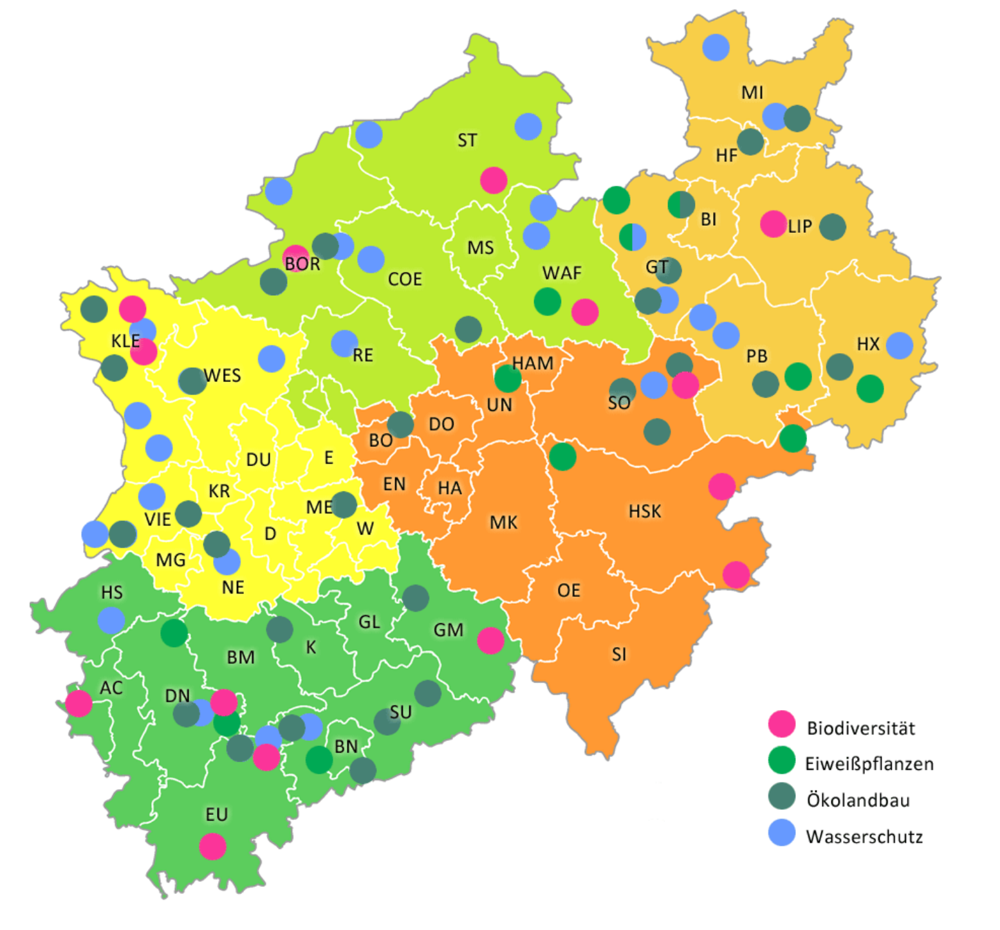 MI
ST
HF
BI
LIP
MS
BOR
GT
WAF
COE
KLE
HX
RE
PB
HAM
WES
SO
UN
DO
BO
E
DU
EN
HA
KR
ME
HSK
VIE
MK
W
D
MG
NE
OE
HS
GL
GM
K
SI
BM
AC
DN
SU
BN
EU
Biodiversität
Eiweißpflanzen
Ökolandbau
Wasserschutz